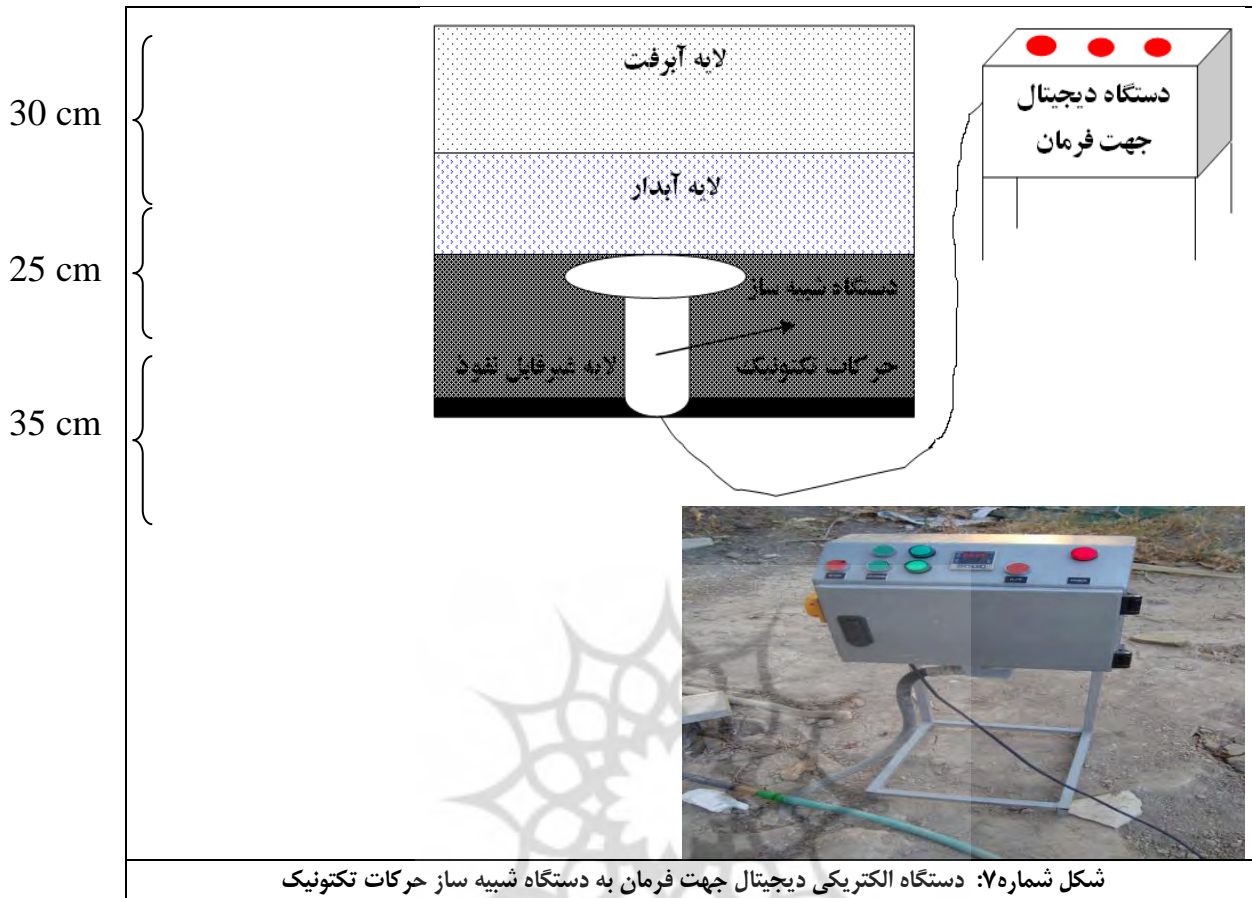 30 cm
25 cm
35 cm
لایه آبرفت
لایه آبدار
دستگاه شبیه ساز
حرکات تکتونیک
لایه غیرقابل نفوذ
دستگاه دیجیتال
جهت فرمان
شکل شماره۷: دستگاه الکتریکی دیجیتال جهت فرمان به دستگاه شبیه ساز حرکات تکتونیک